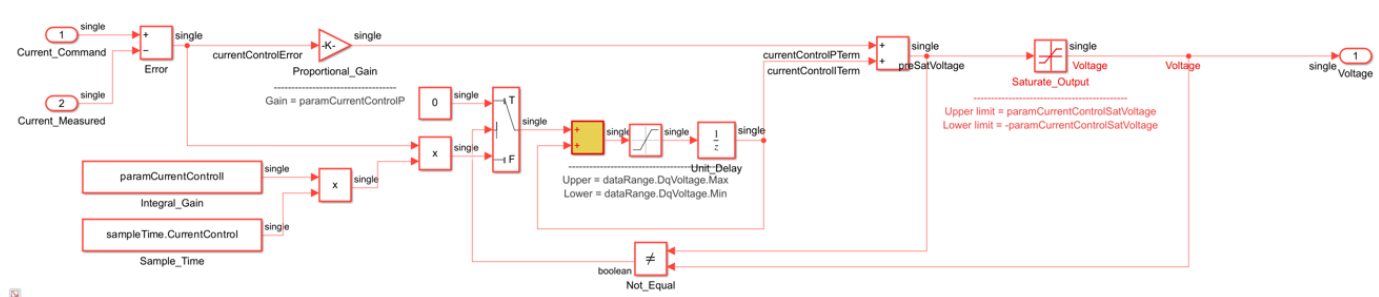 1
single
Current_Command
+
−
single
Error
2
single
Current_Measured
currentControlError
-K-
single
Proportional_Gain
--------------------------------
Gain = paramCurrentControlP
0
single
T
F
single
x
single
paramCurrentControlI
single
Integral_Gain
sampleTime.CurrentControl
single
Sample_Time
x
single
+
+
single
single
1
z
single
Unit_Delay
----------------------------------------
Upper = dataRange.DqVoltage.Max
Lower = dataRange.DqVoltage.Min
currentControlPTerm
currentControlITerm
+
+
single
preSatVoltage
single
Saturate_Output
Voltage
----------------------------------------
Upper limit = paramCurrentControlSatVoltage
Lower limit = -paramCurrentControlSatVoltage
Voltage
single
1
Voltage
≠
boolean
Not_Equal